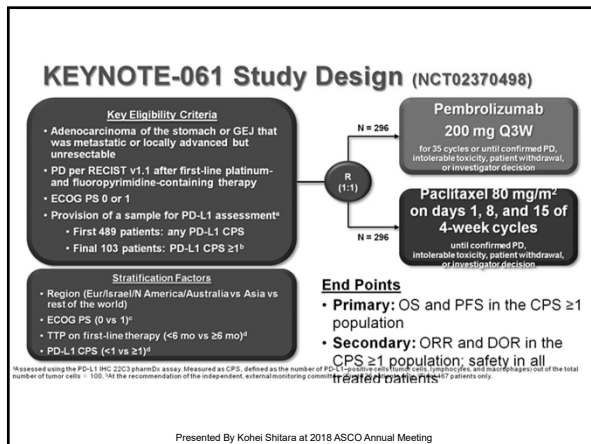 KEYNOTE-061 Study Design (NCT02370498)
Key Eligibility Criteria
• Adenocarcinoma of the stomach or GEJ that
was metastatic or locally advanced but
unresectable
• PD per RECIST v1.1 after first-line platinum-
and fluoropyrimidine-containing therapy
• ECOG PS 0 or 1
• Provision of a sample for PD-L1 assessmentᵃ
• First 489 patients: any PD-L1 CPS
• Final 103 patients: PD-L1 CPS ≥1ᵇ
Stratification Factors
• Region (Eur/Israel/N America/Australia vs Asia vs
rest of the world)
• ECOG PS (0 vs 1)ᶜ
• TTP on first-line therapy (<6 mo vs ≥6 mo)ᵈ
• PD-L1 CPS (<1 vs ≥1)ᵈ
R
(1:1)
N = 296
N = 296
Pembrolizumab
200 mg Q3W
for 35 cycles or until confirmed PD,
intolerable toxicity, patient withdrawal,
or investigator decision
Paclitaxel 80 mg/m²
on days 1, 8, and 15 of
4-week cycles
until confirmed PD,
intolerable toxicity, patient withdrawal,
or investigator decision
End Points
• Primary: OS and PFS in the CPS ≥1
population
• Secondary: ORR and DOR in the
CPS ≥1 population; safety in all
treated patients
ᵃAssessed using the PD-L1 IHC 22C3 pharmDx assay. Measured as CPS, defined as the number of PD-L1–positive cells (tumor cells, lymphocytes, and macrophages) out of the total
number of tumor cells × 100. ᵇAt the recommendation of the independent, external monitoring 467 patients only.
Presented By Kohei Shitara at 2018 ASCO Annual Meeting